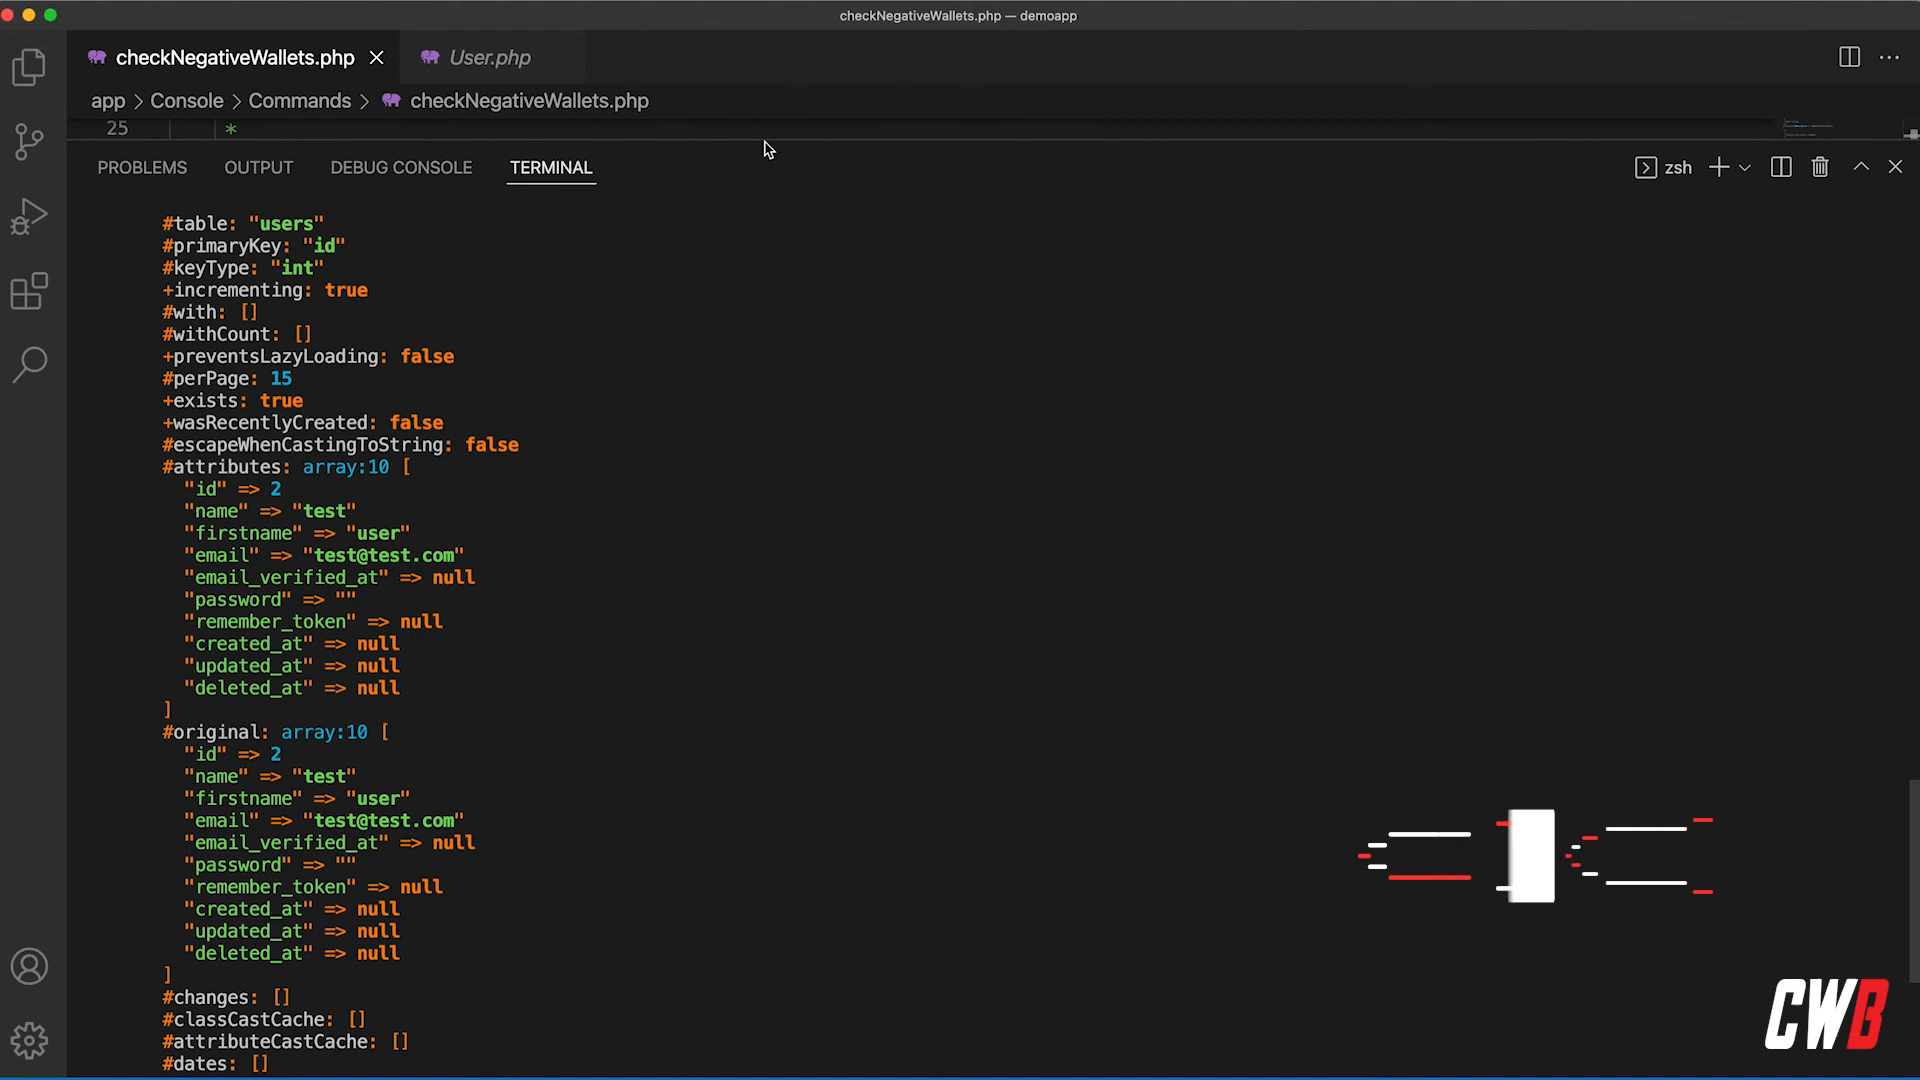 checkNegativeWallets.php — demoapp
checkNegativeWallets.php User.php
app > Console > Commands > checkNegativeWallets.php
25 *
PROBLEMS OUTPUT DEBUG CONSOLE TERMINAL zsh
#table: "users"
#primaryKey: "id"
#keyType: "int"
+incrementing: true
#with: []
#withCount: []
+preventsLazyLoading: false
#perPage: 15
+exists: true
+wasRecentlyCreated: false
#escapeWhenCastingToString: false
#attributes: array:10 [
"id" => 2
"name" => "test"
"firstname" => "user"
"email" => "test@test.com"
"email_verified_at" => null
"password" => ""
"remember_token" => null
"created_at" => null
"updated_at" => null
"deleted_at" => null
]
#original: array:10 [
"id" => 2
"name" => "test"
"firstname" => "user"
"email" => "test@test.com"
"email_verified_at" => null
"password" => ""
"remember_token" => null
"created_at" => null
"updated_at" => null
"deleted_at" => null
]
#changes: []
#classCastCache: []
#attributeCastCache: []
#dates: []
CWB